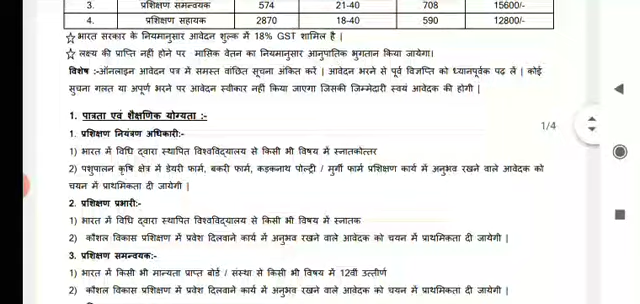 3. प्रशिक्षण समन्वयक 574 21-40 708 15600/-
4. प्रशिक्षण सहायक 2870 18-40 590 12800/-
☆ भारत सरकार के नियमानुसार आवेदन शुल्क में 18% GST शामिल है |
☆ लक्ष्य की प्राप्ति नहीं होने पर मासिक वेतन का नियमानुसार आनुपातिक भुगतान किया जायेगा।
विशेष :-ऑनलाइन आवेदन पत्र में समस्त वांछित सूचना अंकित करें | आवेदन भरने से पूर्व विज्ञप्ति को ध्यानपूर्वक पढ़ लें | कोई
सूचना गलत या अपूर्ण भरने पर आवेदन स्वीकार नहीं किया जाएगा जिसकी जिम्मेदारी स्वयं आवेदक की होगी |
1. पात्रता एवं शैक्षणिक योग्यता :-
1/4
1. प्रशिक्षण नियंत्रण अधिकारी:-
1) भारत में विधि द्वारा स्थापित विश्वविद्यालय से किसी भी विषय में स्नातकोत्तर
2) पशुपालन कृषि क्षेत्र में डेयरी फार्म, बकरी फार्म, कड़कनाथ पोल्ट्री / मुर्गी फार्म प्रशिक्षण कार्य में अनुभव रखने वाले आवेदक को
चयन में प्राथमिकता दी जायेगी |
2. प्रशिक्षण प्रभारी:-
1) भारत में विधि द्वारा स्थापित विश्वविद्यालय से किसी भी विषय में स्नातक
2) कौशल विकास प्रशिक्षण में प्रवेश दिलवाने कार्य में अनुभव रखने वाले आवेदक को चयन में प्राथमिकता दी जायेगी |
3. प्रशिक्षण समन्वयक:-
1) भारत में किसी भी मान्यता प्राप्त बोर्ड / संस्था से किसी भी विषय में 12वीं उत्तीर्ण
2) कौशल विकास प्रशिक्षण में प्रवेश दिलवाने कार्य में अनुभव रखने वाले आवेदक को चयन में प्राथमिकता दी जायेगी |